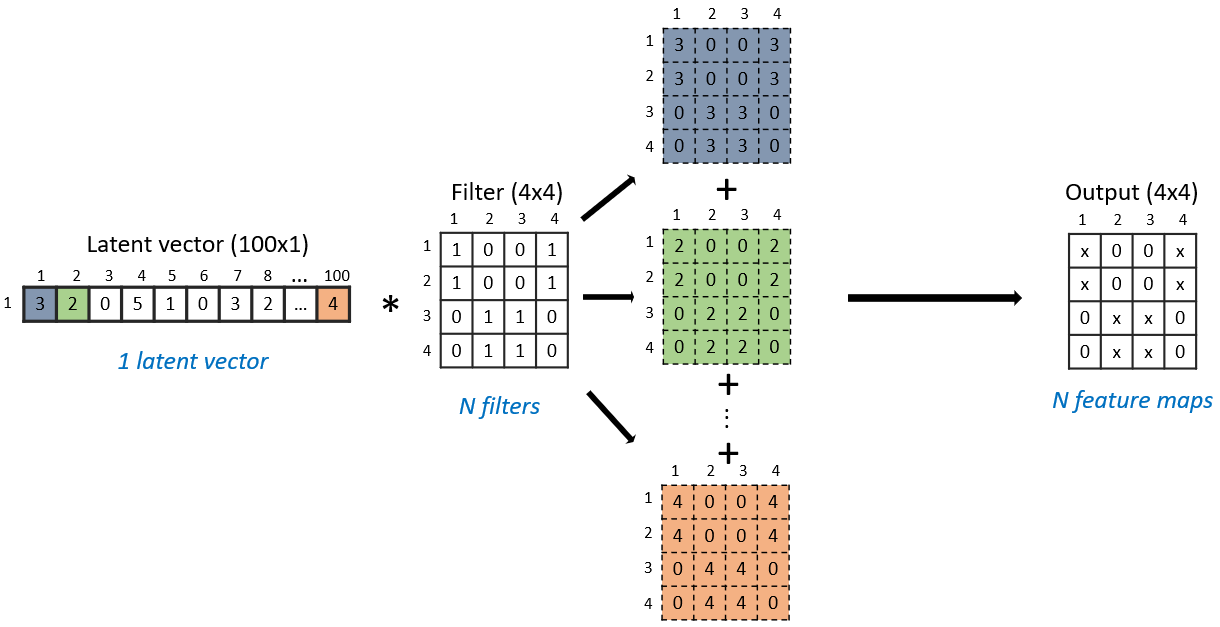 Latent vector (100x1)
1 2 3 4 5 6 7 8 ... 100
1 3 2 0 5 1 0 3 2 ... 4
1 latent vector
*
Filter (4x4)
1 2 3 4
1 1 0 0 1
2 1 0 0 1
3 0 1 1 0
4 0 1 1 0
N filters
1 2 3 4
1 3 0 0 3
2 3 0 0 3
3 0 3 3 0
4 0 3 3 0
+
1 2 3 4
1 2 0 0 2
2 2 0 0 2
3 0 2 2 0
4 0 2 2 0
+
⋮
+
1 2 3 4
1 4 0 0 4
2 4 0 0 4
3 0 4 4 0
4 0 4 4 0
Output (4x4)
1 2 3 4
1 x 0 0 x
2 x 0 0 x
3 0 x x 0
4 0 x x 0
N feature maps